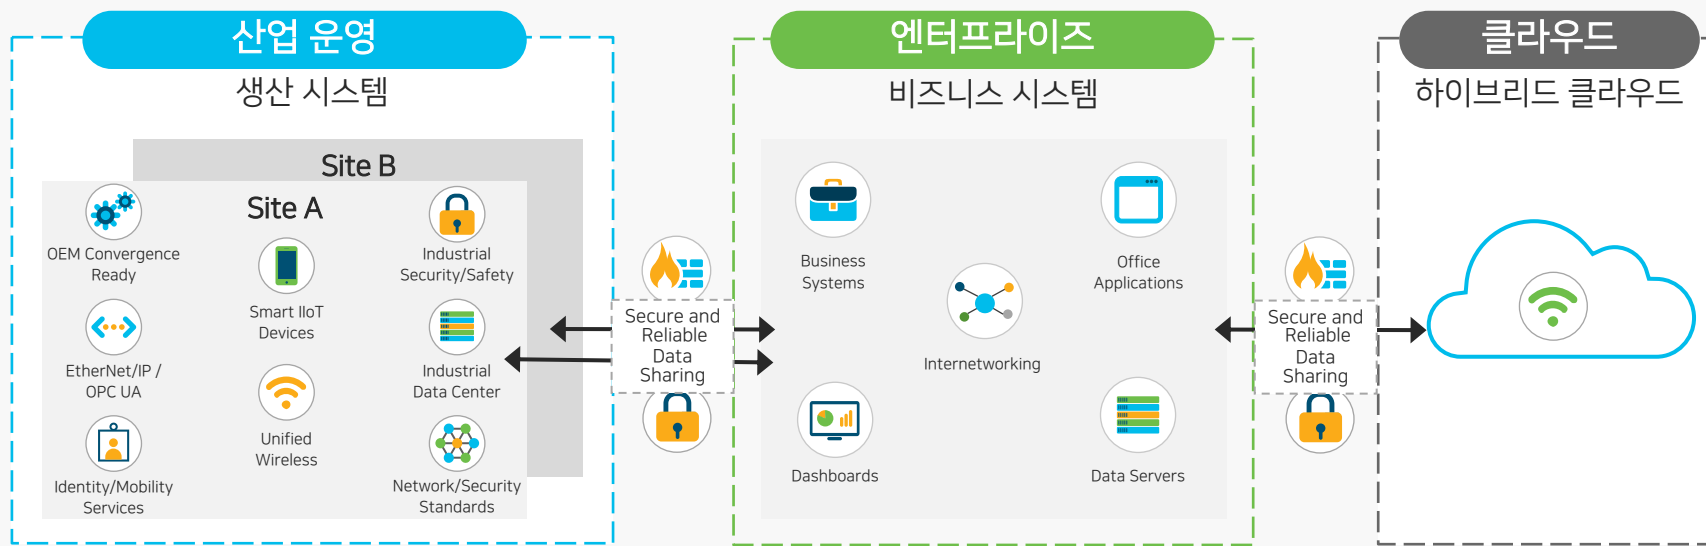 산업 운영
생산 시스템
Site B
Site A
OEM Convergence
Ready
Smart IIoT
Devices
Industrial
Security/Safety
EtherNet/IP /
OPC UA
Industrial
Data Center
Unified
Wireless
Identity/Mobility
Services
Network/Security
Standards
Secure and
Reliable
Data
Sharing
엔터프라이즈
비즈니스 시스템
Business
Systems
Office
Applications
Internetworking
Dashboards
Data Servers
Secure and
Reliable
Data
Sharing
클라우드
하이브리드 클라우드